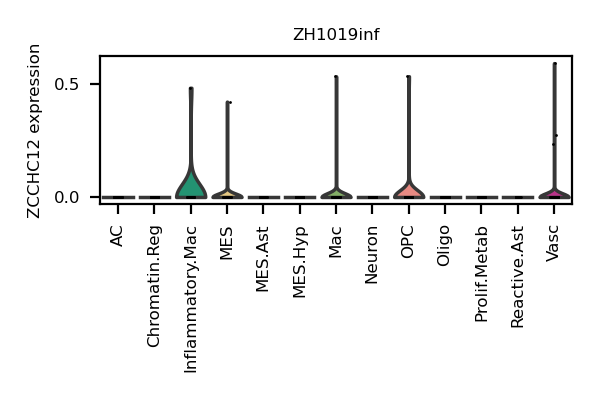 ZH1019inf
ZCCHC12 expression
0.5
0.0
AC
Chromatin.Reg
Inflammatory.Mac
MES
MES.Ast
MES.Hyp
Mac
Neuron
OPC
Oligo
Prolif.Metab
Reactive.Ast
Vasc